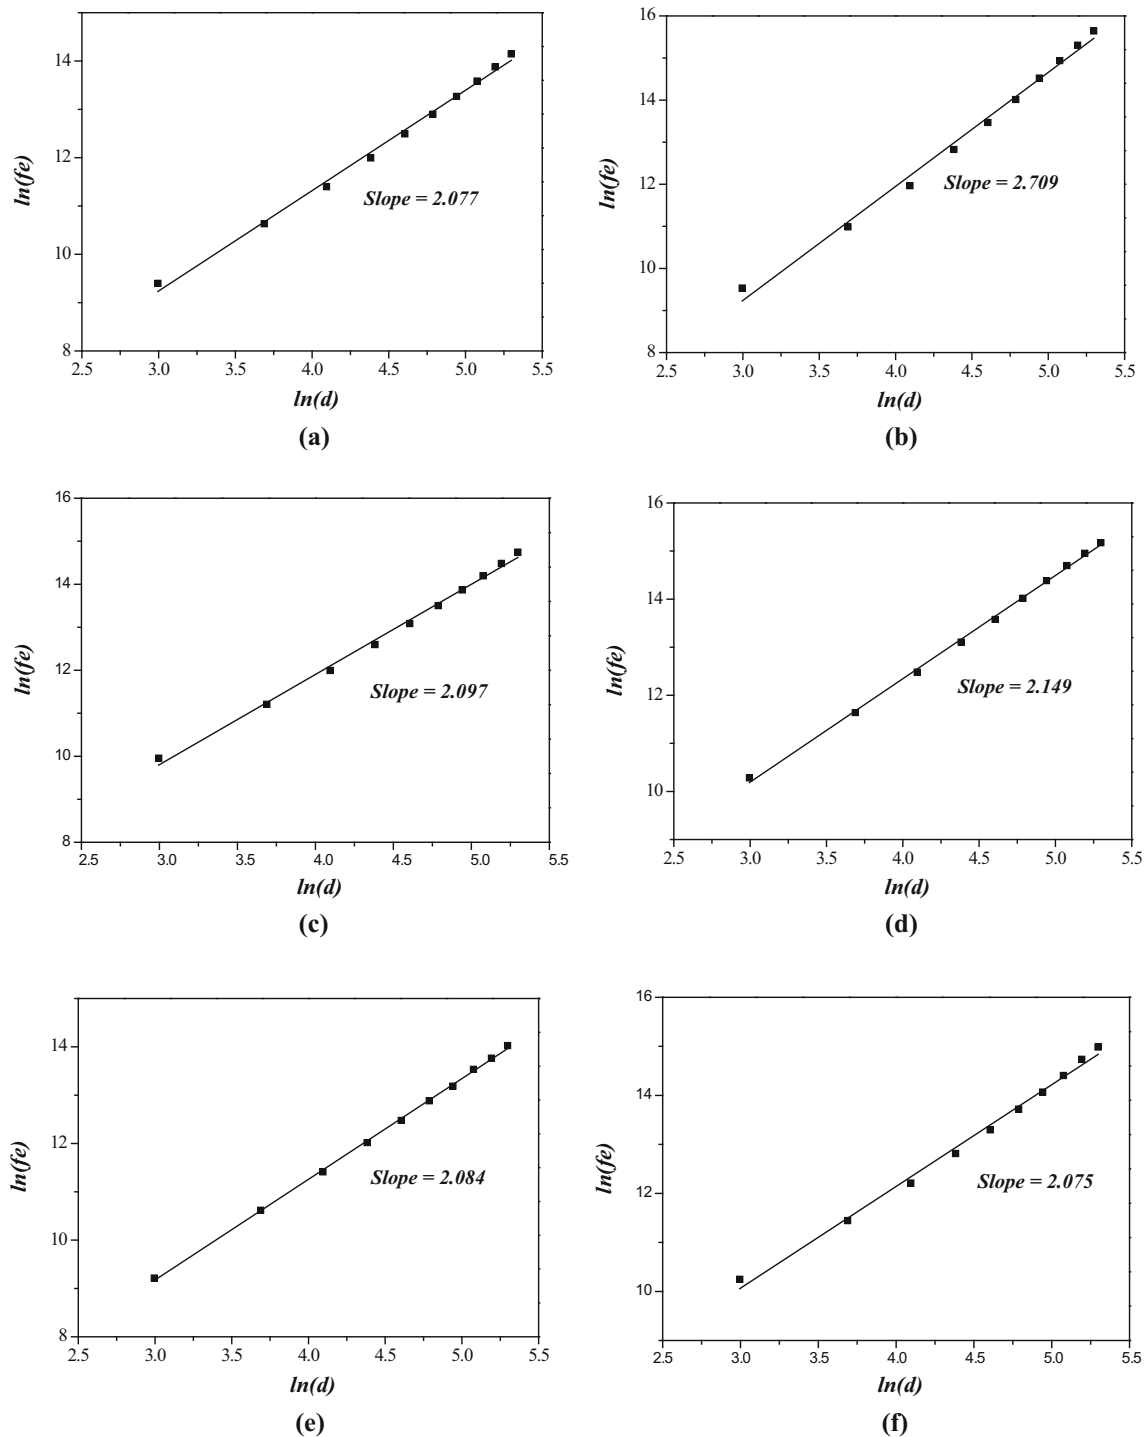 14
12
10
8
ln(fe)
Slope = 2.077
2.5 3.0 3.5 4.0 4.5 5.0 5.5
ln(d)
(a)
16
14
12
10
8
ln(fe)
Slope = 2.709
2.5 3.0 3.5 4.0 4.5 5.0 5.5
ln(d)
(b)
16
14
12
10
8
ln(fe)
Slope = 2.097
2.5 3.0 3.5 4.0 4.5 5.0 5.5
ln(d)
(c)
16
14
12
10
ln(fe)
Slope = 2.149
2.5 3.0 3.5 4.0 4.5 5.0 5.5
ln(d)
(d)
14
12
10
8
ln(fe)
Slope = 2.084
2.5 3.0 3.5 4.0 4.5 5.0 5.5
ln(d)
(e)
16
14
12
10
ln(fe)
Slope = 2.075
2.5 3.0 3.5 4.0 4.5 5.0 5.5
ln(d)
(f)